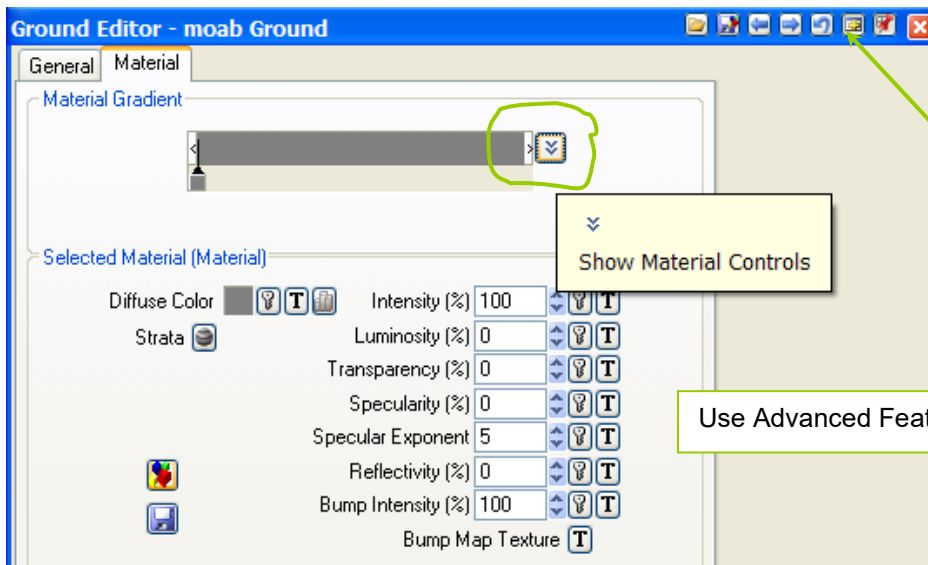 Ground Editor - moab Ground
General Material
Material Gradient
Show Material Controls
Selected Material (Material)
Diffuse Color T Intensity (%) 100 T
Strata Luminosity (%) 0 T
Transparency (%) 0 T
Specularity (%) 0 T
Specular Exponent 5 T
Reflectivity (%) 0 T
Bump Intensity (%) 100 T
Bump Map Texture T
Use Advanced Feat